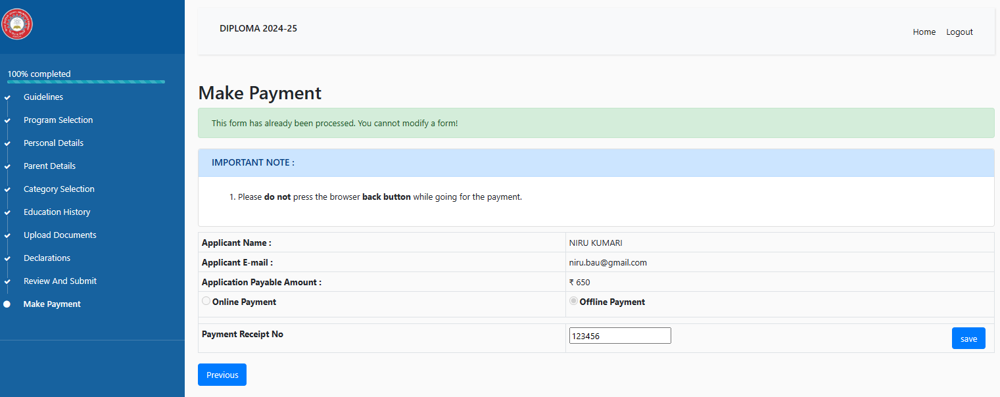 DIPLOMA 2024-25
Home Logout
100% completed
Guidelines
Program Selection
Personal Details
Parent Details
Category Selection
Education History
Upload Documents
Declarations
Review And Submit
Make Payment
Make Payment
This form has already been processed. You cannot modify a form!
IMPORTANT NOTE :
1. Please do not press the browser back button while going for the payment.
Applicant Name : NIRU KUMARI
Applicant E-mail : niru.bau@gmail.com
Application Payable Amount : ₹ 650
Online Payment Offline Payment
Payment Receipt No 123456 save
Previous